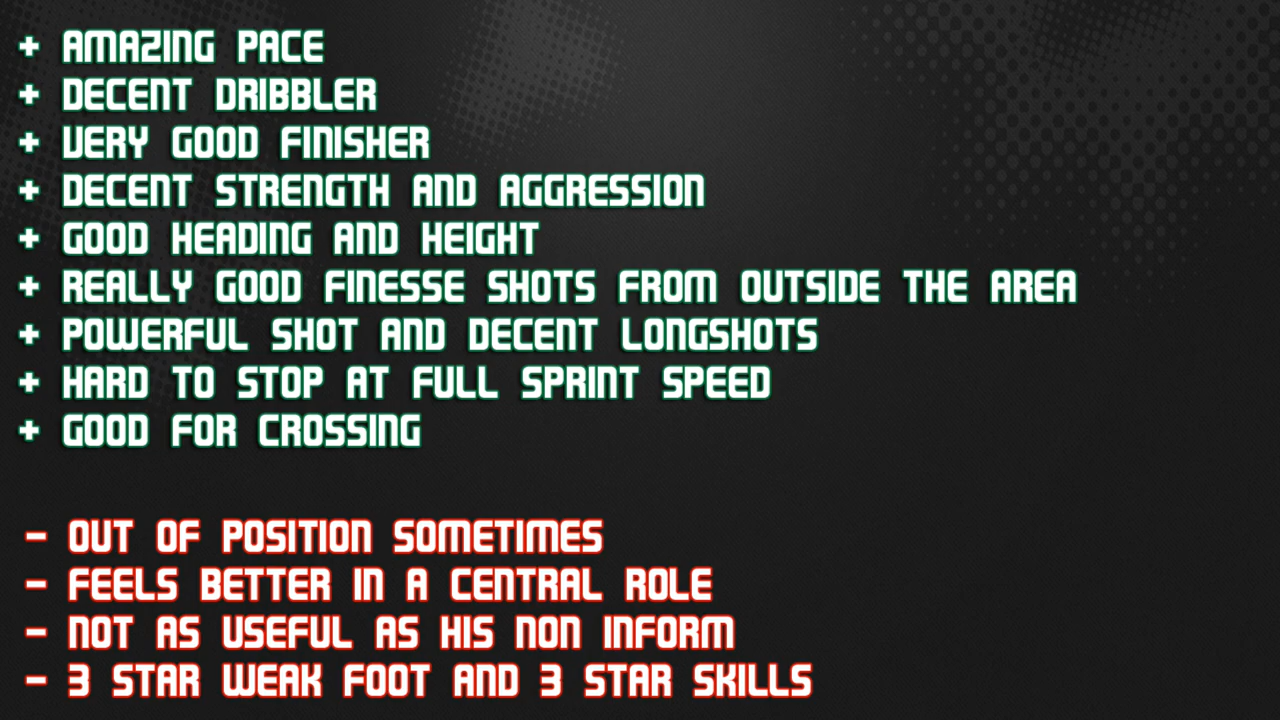 + AMAZING PACE
+ DECENT DRIBBLER
+ VERY GOOD FINISHER
+ DECENT STRENGTH AND AGGRESSION
+ GOOD HEADING AND HEIGHT
+ REALLY GOOD FINESSE SHOTS FROM OUTSIDE THE AREA
+ POWERFUL SHOT AND DECENT LONGSHOTS
+ HARD TO STOP AT FULL SPRINT SPEED
+ GOOD FOR CROSSING
- OUT OF POSITION SOMETIMES
- FEELS BETTER IN A CENTRAL ROLE
- NOT AS USEFUL AS HIS NON INFORM
- 3 STAR WEAK FOOT AND 3 STAR SKILLS